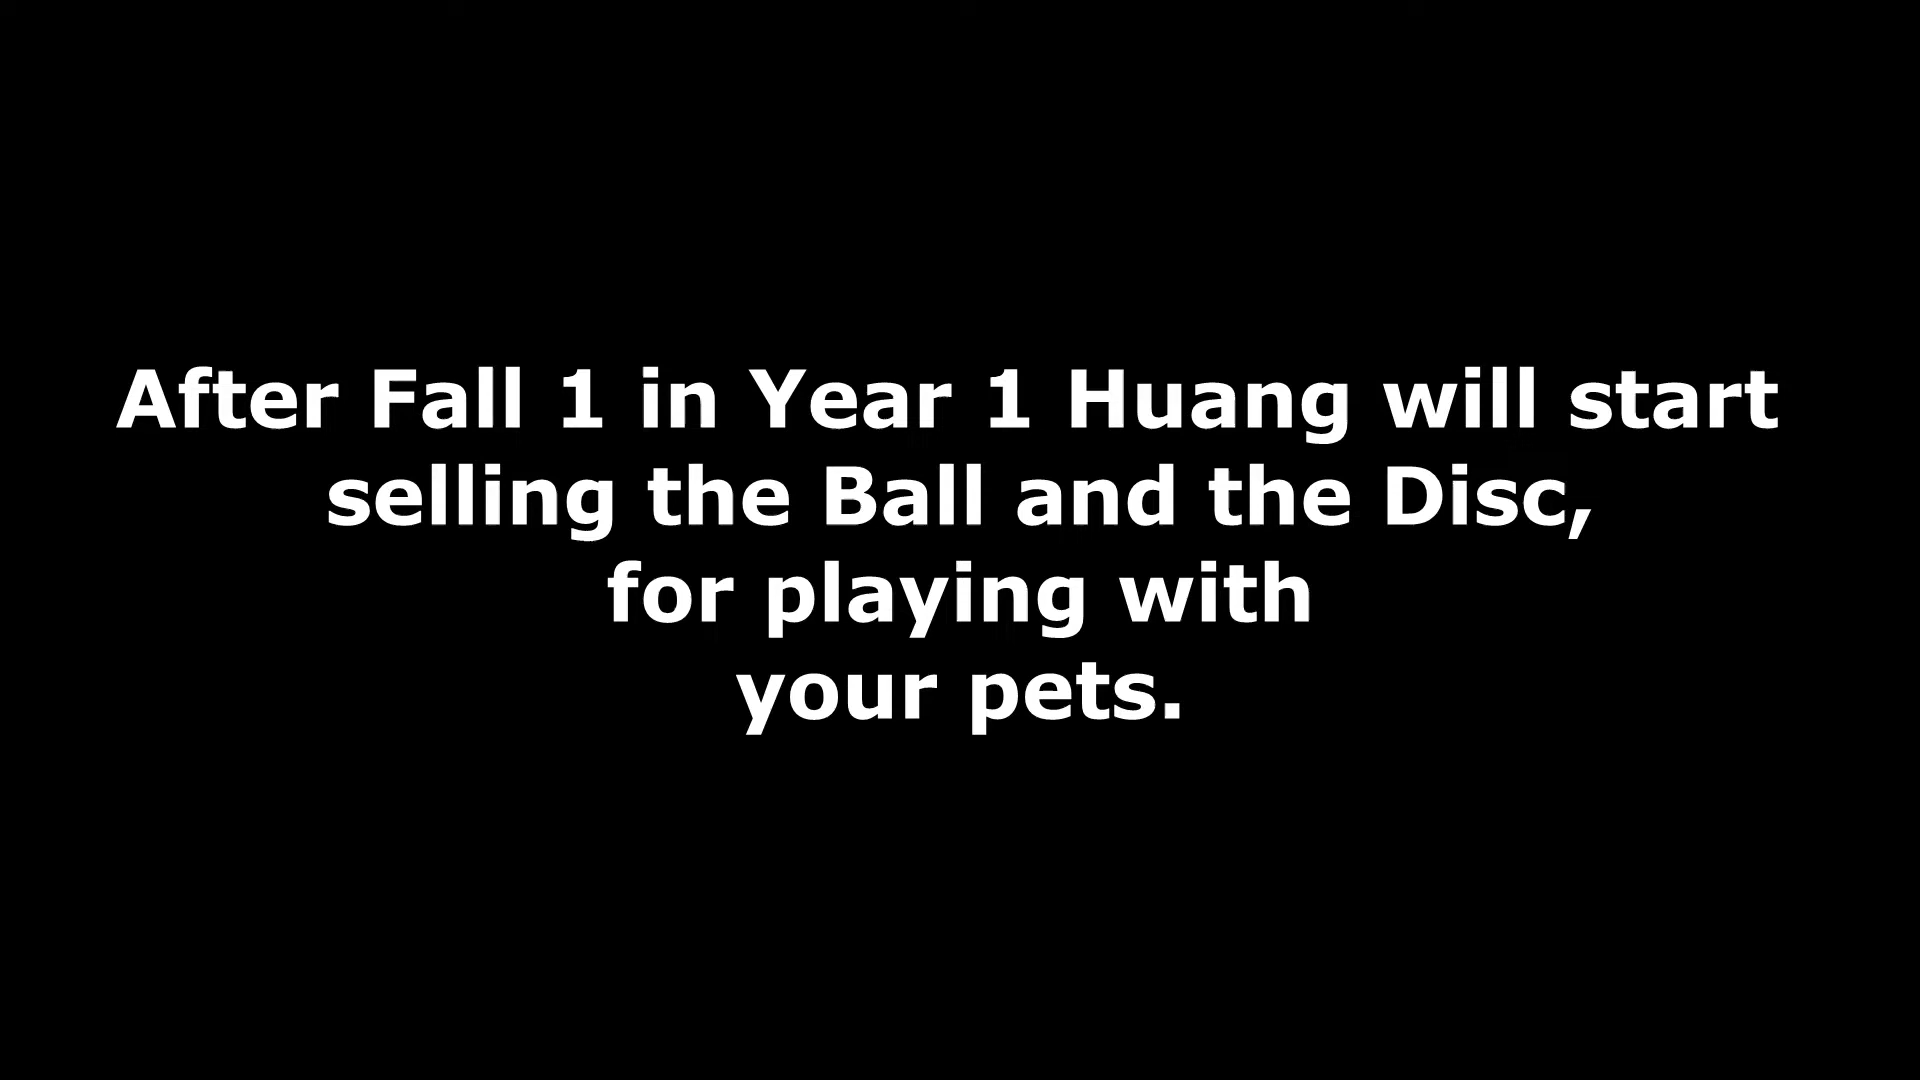 After Fall 1 in Year 1 Huang will start
selling the Ball and the Disc,
for playing with
your pets.